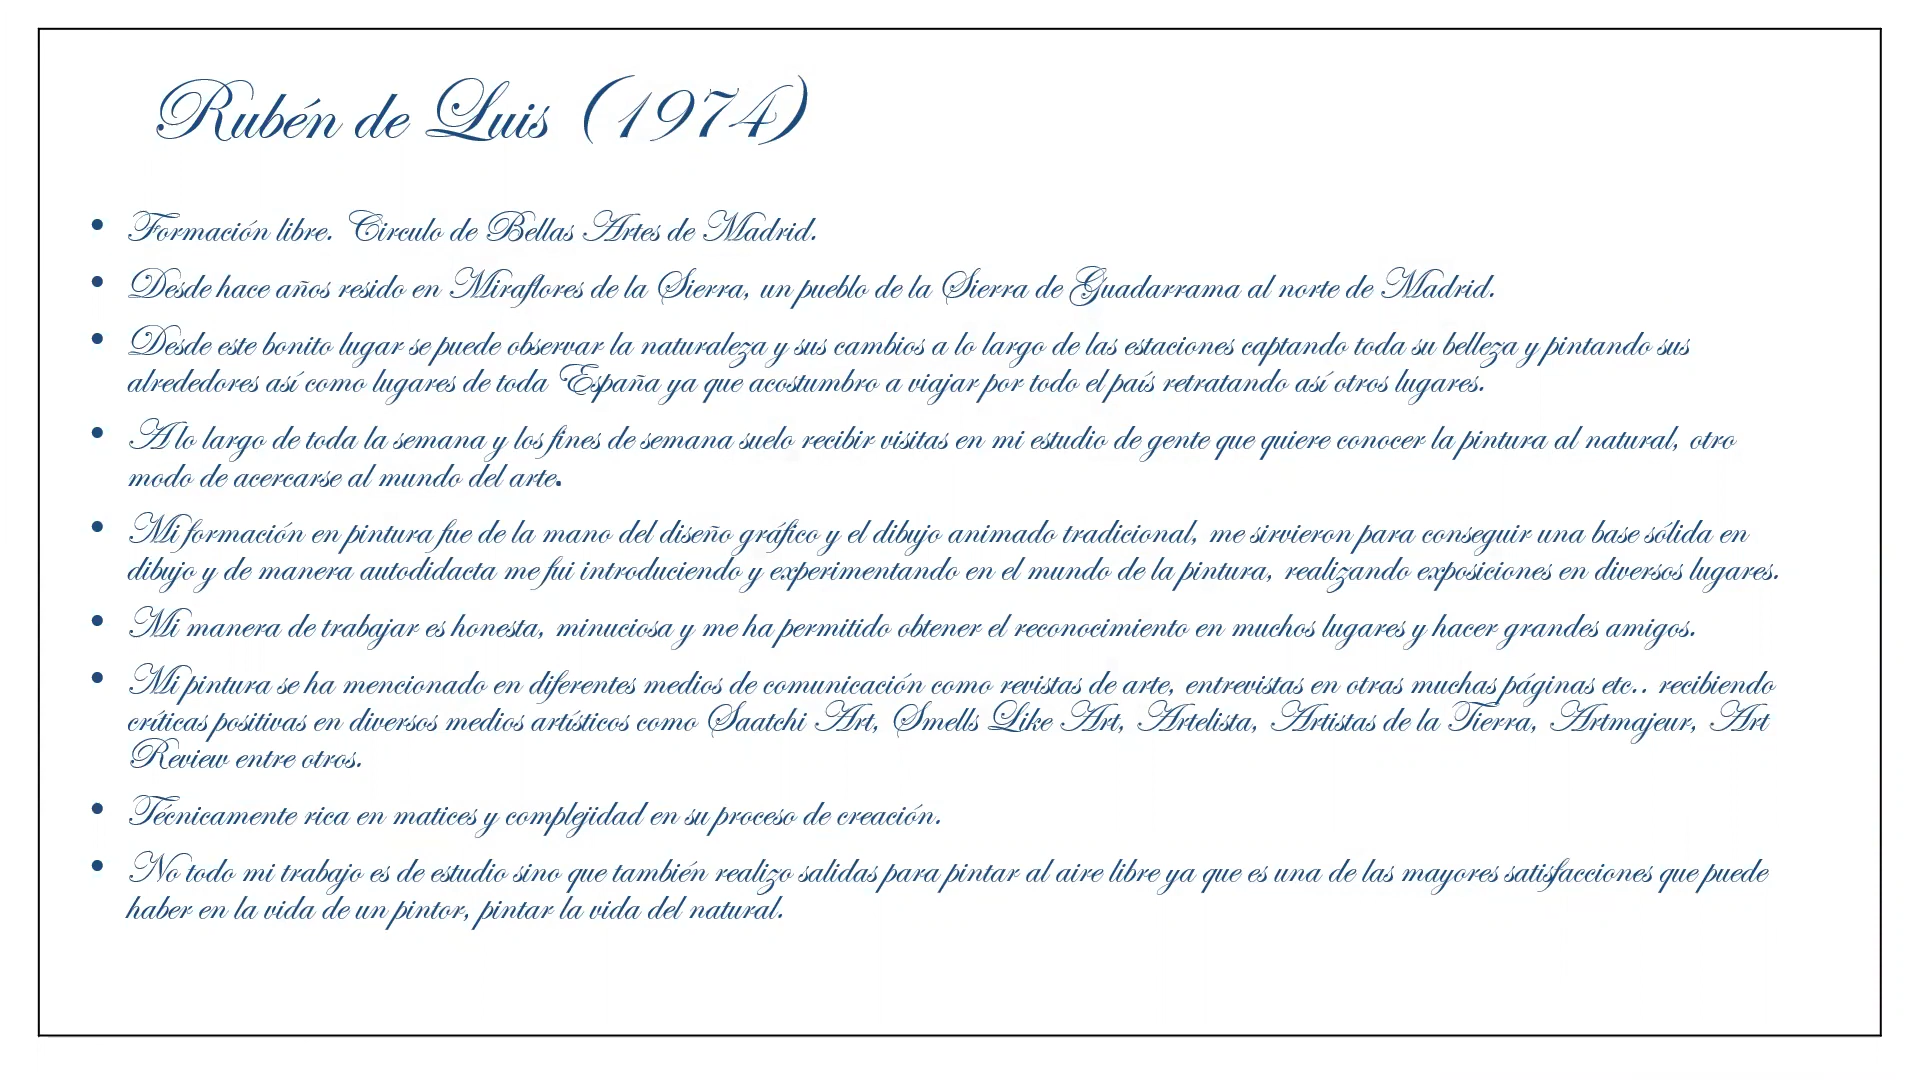 Rubén de Luis (1974)
• Formación libre. Circulo de Bellas Artes de Madrid.
• Desde hace años resido en Miraflores de la Sierra, un pueblo de la Sierra de Guadarrama al norte de Madrid.
• Desde este bonito lugar se puede observar la naturaleza y sus cambios a lo largo de las estaciones captando toda su belleza y pintando sus
alrededores así como lugares de toda España ya que acostumbro a viajar por todo el país retratando así otros lugares.
• A lo largo de toda la semana y los fines de semana suelo recibir visitas en mi estudio de gente que quiere conocer la pintura al natural, otro
modo de acercarse al mundo del arte.
• Mi formación en pintura fue de la mano del diseño gráfico y el dibujo animado tradicional, me sirvieron para conseguir una base sólida en
dibujo y de manera autodidacta me fui introduciendo y experimentando en el mundo de la pintura, realizando exposiciones en diversos lugares.
• Mi manera de trabajar es honesta, minuciosa y me ha permitido obtener el reconocimiento en muchos lugares y hacer grandes amigos.
• Mi pintura se ha mencionado en diferentes medios de comunicación como revistas de arte, entrevistas en otras muchas páginas etc.. recibiendo
críticas positivas en diversos medios artísticos como Saatchi Art, Smells Like Art, Artelista, Artistas de la Tierra, Artmajeur, Art
Review entre otros.
• Técnicamente rica en matices y complejidad en su proceso de creación.
• No todo mi trabajo es de estudio sino que también realizo salidas para pintar al aire libre ya que es una de las mayores satisfacciones que puede
haber en la vida de un pintor, pintar la vida del natural.